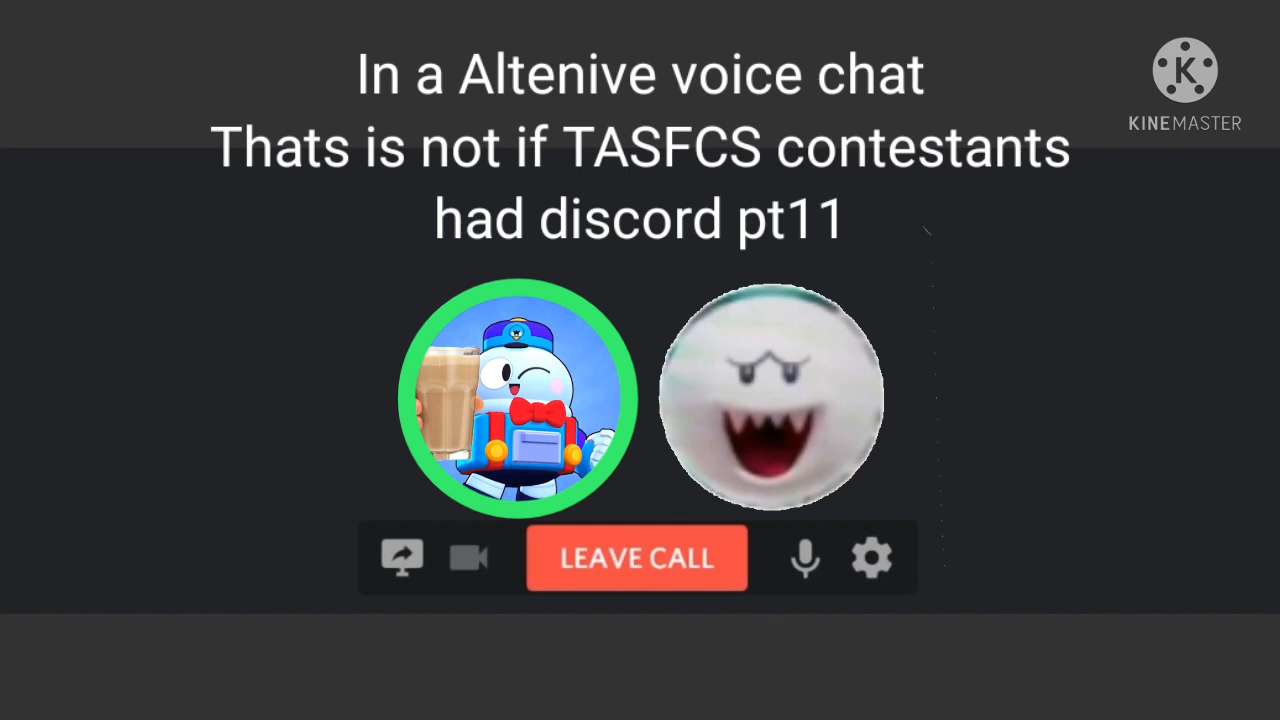 In a Altenive voice chat
Thats is not if TASFCS contestants
had discord pt11
K
KINEMASTER
LEAVE CALL